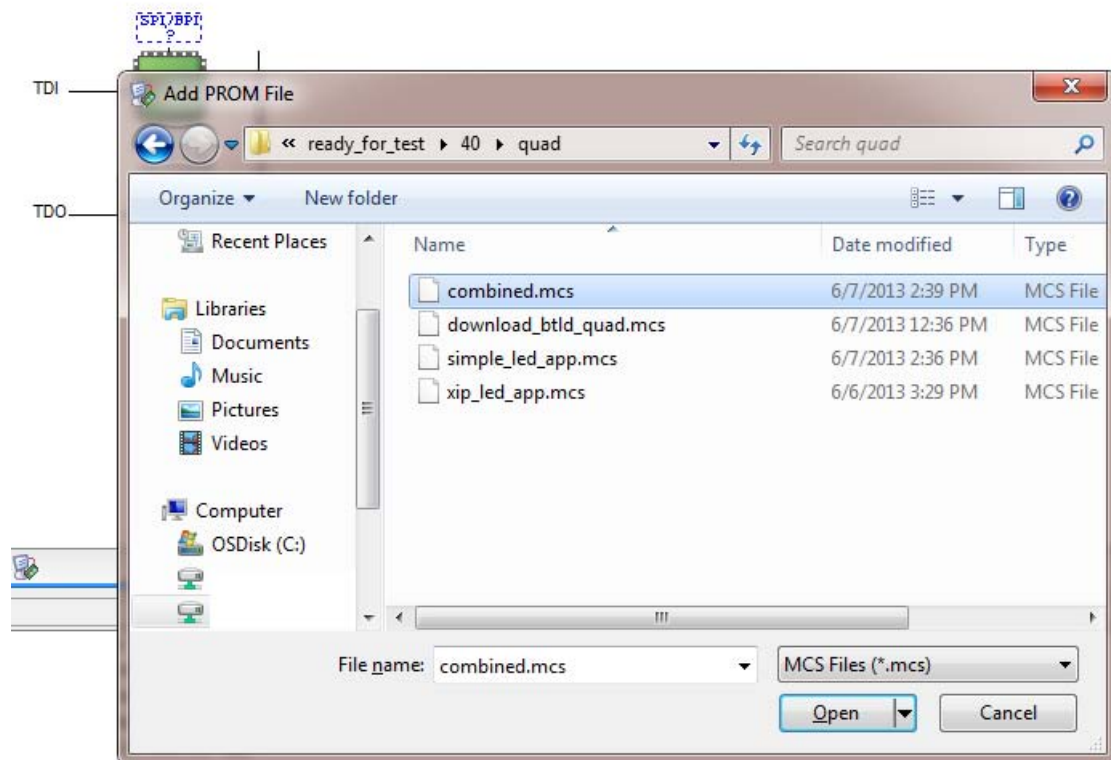 SPI/BPI
?
TDI
Add PROM File
« ready_for_test ▸ 40 ▸ quad
Search quad
Organize
New folder
TDO
Recent Places
Libraries
Documents
Music
Pictures
Videos
Computer
OSDisk (C:)
Name Date modified Type
combined.mcs 6/7/2013 2:39 PM MCS File
download_btld_quad.mcs 6/7/2013 12:36 PM MCS File
simple_led_app.mcs 6/7/2013 2:36 PM MCS File
xip_led_app.mcs 6/6/2013 3:29 PM MCS File
File name: combined.mcs MCS Files (*.mcs)
Open Cancel